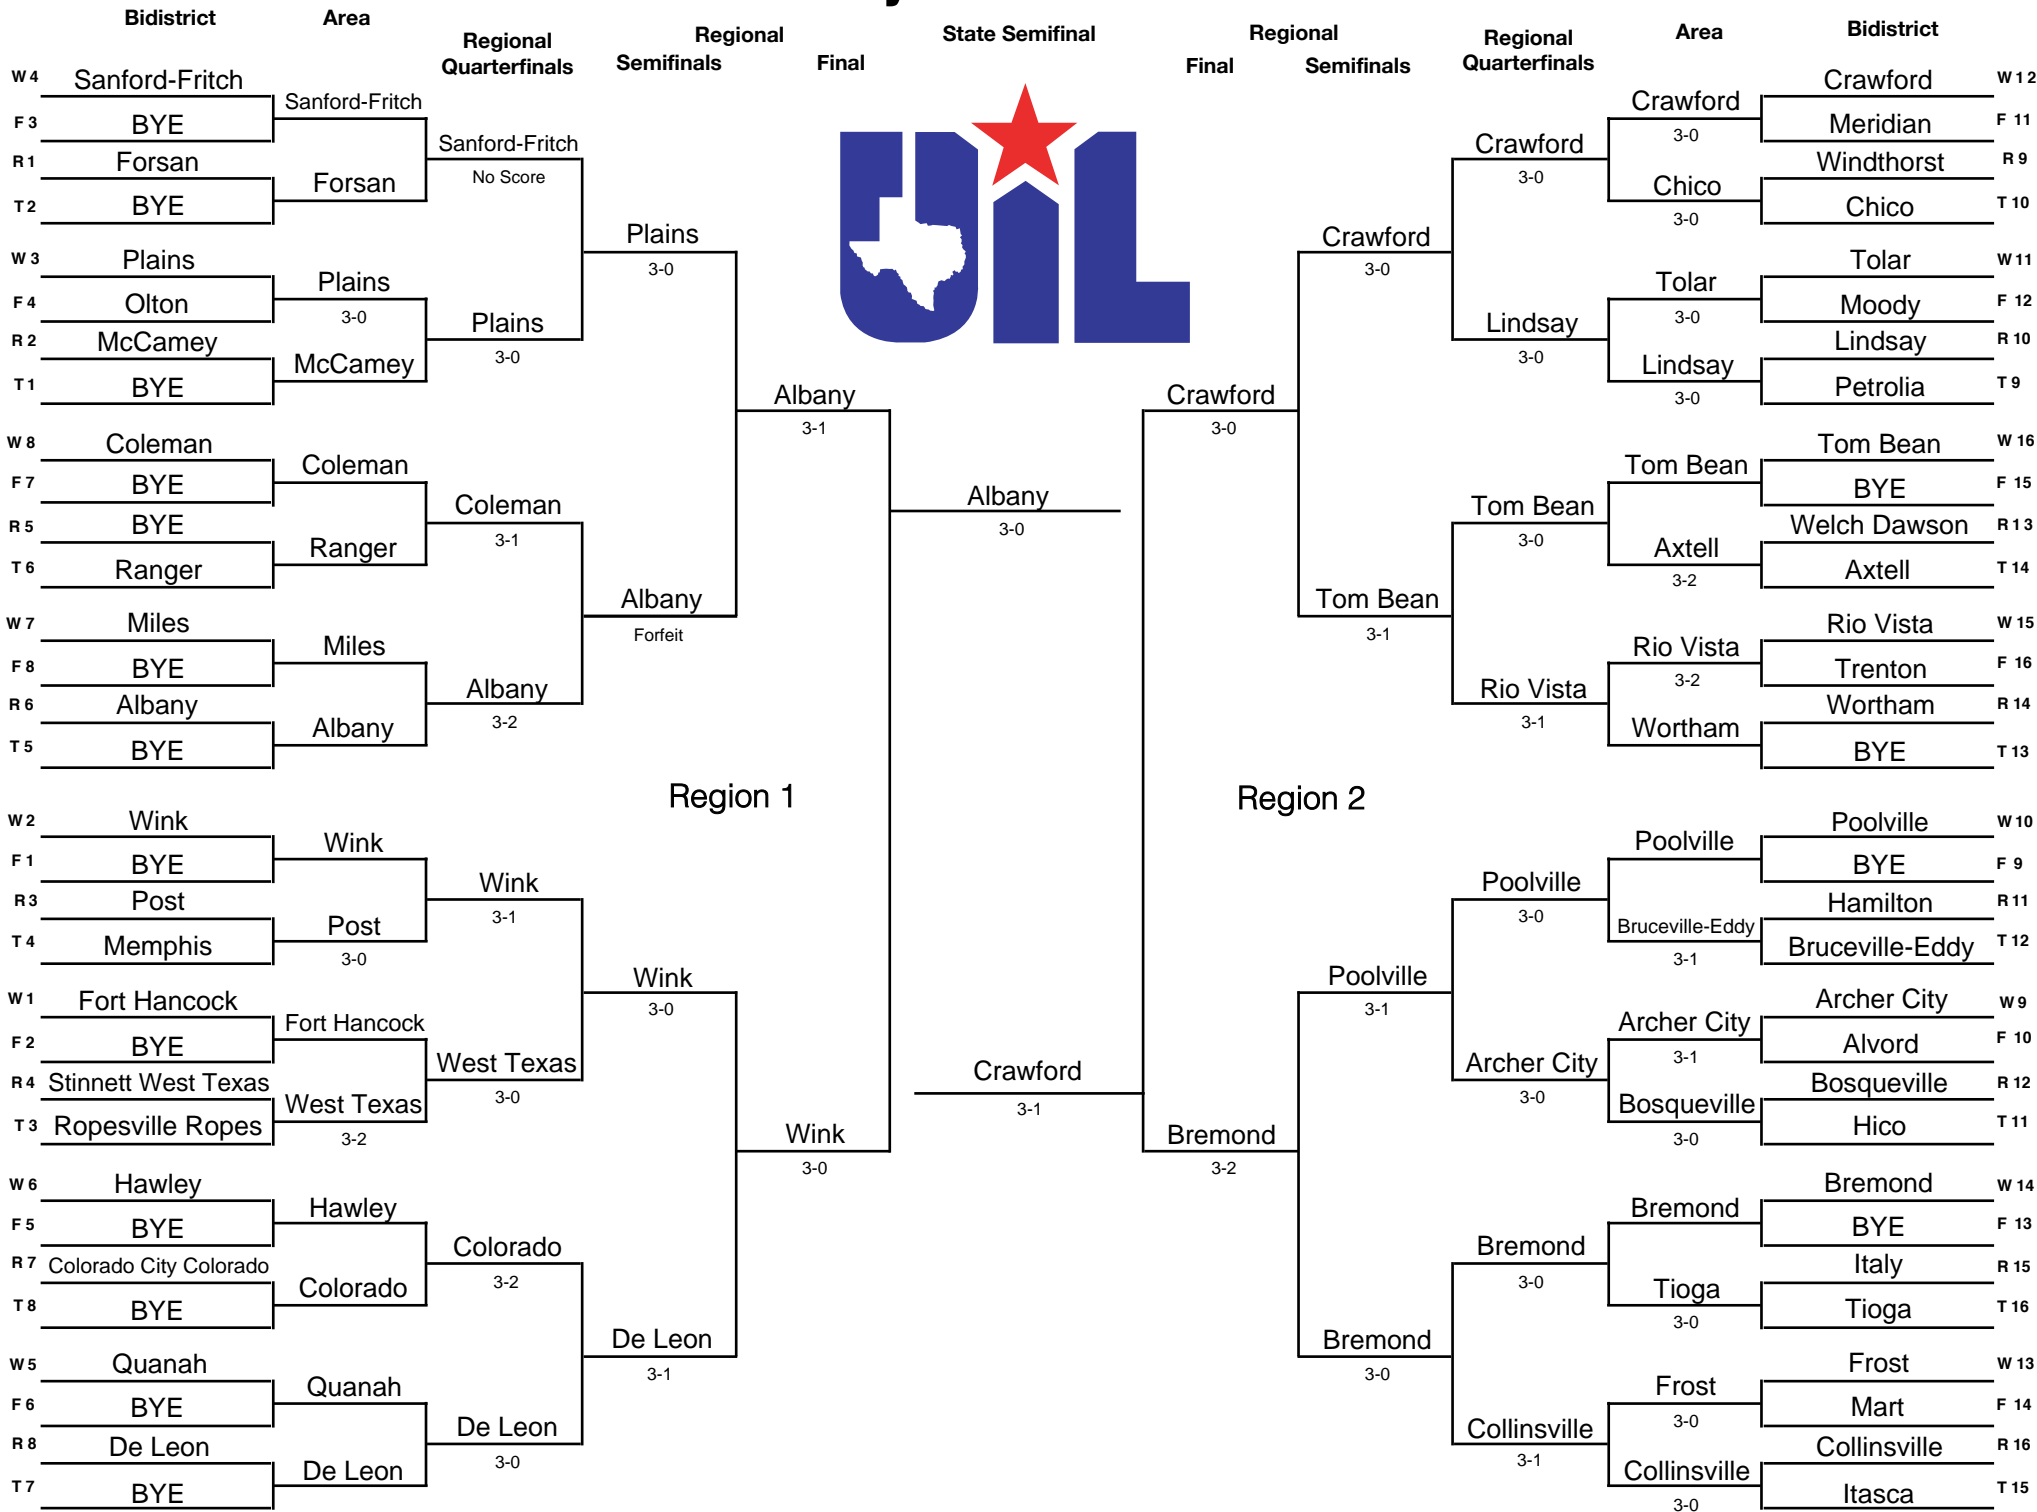 Bidistrict
Area
Regional
Quarterfinals
Regional
Semifinals
Final
State Semifinal
Regional
Final
Semifinals
Regional
Quarterfinals
Area
Bidistrict
UIL
W 4 Sanford-Fritch
F 3 BYE
R 1 Forsan
T 2 BYE
W 3 Plains
F 4 Olton
R 2 McCamey
T 1 BYE
W 8 Coleman
F 7 BYE
R 5 BYE
T 6 Ranger
W 7 Miles
F 8 BYE
R 6 Albany
T 5 BYE
W 2 Wink
F 1 BYE
R 3 Post
T 4 Memphis
W 1 Fort Hancock
F 2 BYE
R 4 Stinnett West Texas
T 3 Ropesville Ropes
W 6 Hawley
F 5 BYE
R 7 Colorado City Colorado
T 8 BYE
W 5 Quanah
F 6 BYE
R 8 De Leon
T 7 BYE
Sanford-Fritch
Forsan
Plains
3-0
McCamey
Coleman
Ranger
Miles
Albany
Wink
Post
3-0
Fort Hancock
West Texas
3-2
Hawley
Colorado
Quanah
De Leon
Sanford-Fritch
No Score
Plains
3-0
Coleman
3-1
Albany
3-2
Wink
3-1
West Texas
3-0
Colorado
3-2
De Leon
3-0
Plains
3-0
Albany
Forfeit
Wink
3-0
De Leon
3-1
Albany
3-1
Wink
3-0
Region 1
Albany
3-0
Crawford
3-1
Region 2
Crawford
3-0
Bremond
3-2
Crawford
3-0
Tom Bean
3-1
Poolville
3-1
Bremond
3-0
Crawford
3-0
Lindsay
3-0
Tom Bean
3-0
Rio Vista
3-1
Poolville
3-0
Archer City
3-0
Bremond
3-0
Collinsville
3-1
Crawford
3-0
Chico
3-0
Tolar
3-0
Lindsay
3-0
Tom Bean
Axtell
3-2
Rio Vista
3-2
Wortham
Poolville
Bruceville-Eddy
3-1
Archer City
3-1
Bosqueville
3-0
Bremond
Tioga
3-0
Frost
3-0
Collinsville
3-0
Crawford W 1 2
Meridian F 11
Windthorst R 9
Chico T 10
Tolar W 11
Moody F 12
Lindsay R 10
Petrolia T 9
Tom Bean W 16
BYE F 15
Welch Dawson R 1 3
Axtell T 14
Rio Vista W 15
Trenton F 16
Wortham R 14
BYE T 13
Poolville W 10
BYE F 9
Hamilton R 11
Bruceville-Eddy T 12
Archer City W 9
Alvord F 10
Bosqueville R 12
Hico T 11
Bremond W 14
BYE F 13
Italy R 15
Tioga T 16
Frost W 13
Mart F 14
Collinsville R 16
Itasca T 15